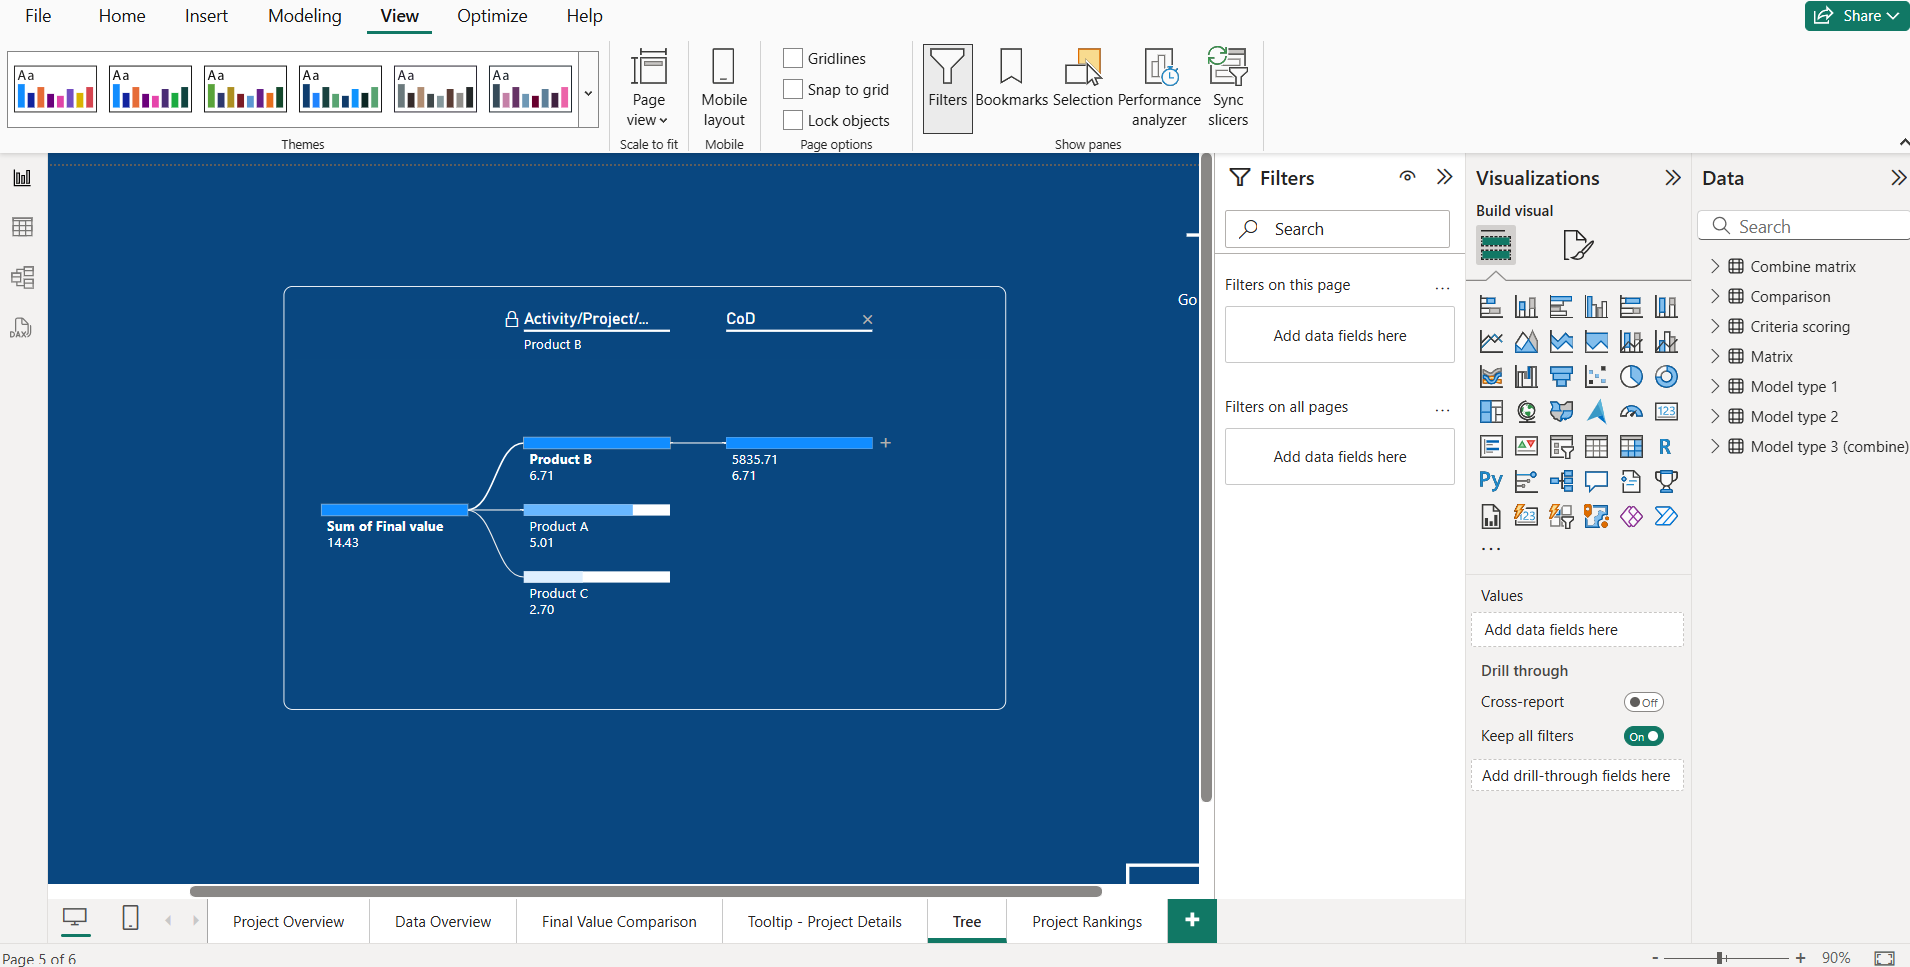 File Home Insert Modeling View Optimize Help Share
Aa Aa Aa Aa Aa Aa
Page view
Mobile layout
Gridlines
Snap to grid
Lock objects
Filters
Bookmarks
Selection
Performance analyzer
Sync slicers
Themes
Scale to fit
Mobile
Page options
Show panes
Activity/Project/...
Product B
CoD
Product B
6.71
5835.71
6.71
Product A
5.01
Sum of Final value
14.43
Product C
2.70
Go
Filters
Search
Filters on this page
...
Add data fields here
Filters on all pages
...
Add data fields here
Visualizations
Build visual
123
R
Py
123
...
Values
Add data fields here
Drill through
Cross-report
Off
Keep all filters
On
Add drill-through fields here
Data
Search
Combine matrix
Comparison
Criteria scoring
Matrix
Model type 1
Model type 2
Model type 3 (combine)
DAX
Project Overview
Data Overview
Final Value Comparison
Tooltip - Project Details
Tree
Project Rankings
+
Page 5 of 6
- + 90%